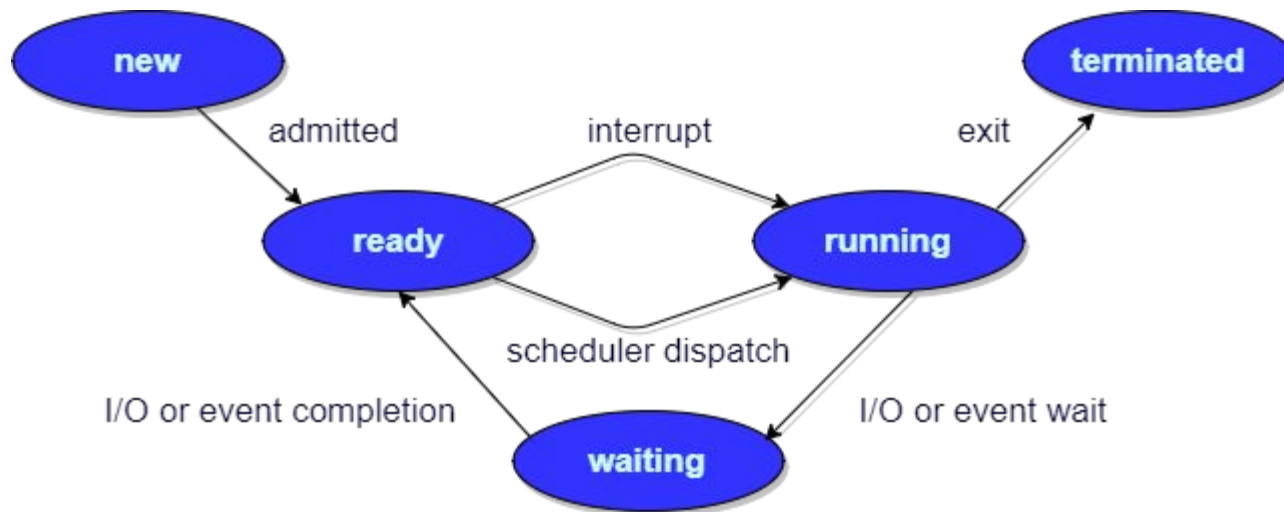 new
terminated
admitted
interrupt
exit
ready
running
scheduler dispatch
I/O or event completion
I/O or event wait
waiting